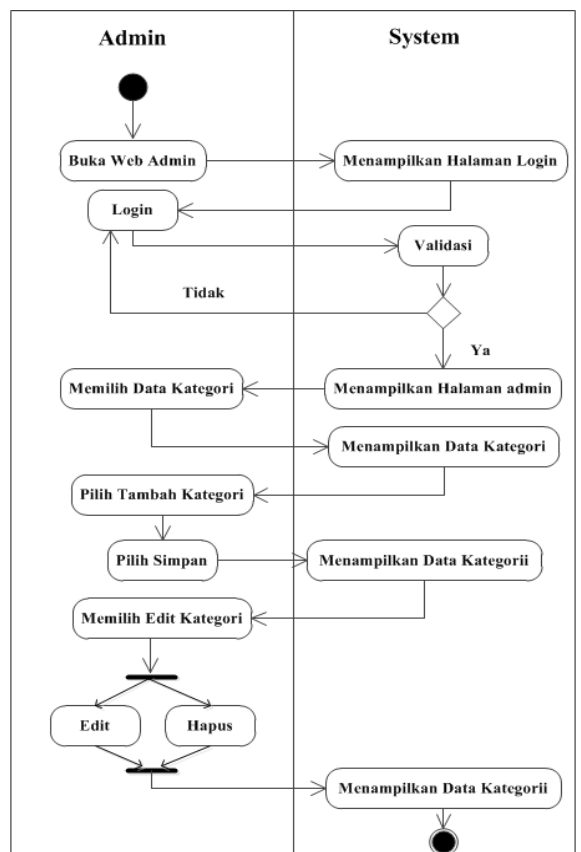 Admin
System
Buka Web Admin
Menampilkan Halaman Login
Login
Validasi
Tidak
Ya
Memilih Data Kategori
Menampilkan Halaman admin
Menampilkan Data Kategori
Pilih Tambah Kategori
Pilih Simpan
Menampilkan Data Kategorii
Memilih Edit Kategori
Edit
Hapus
Menampilkan Data Kategorii